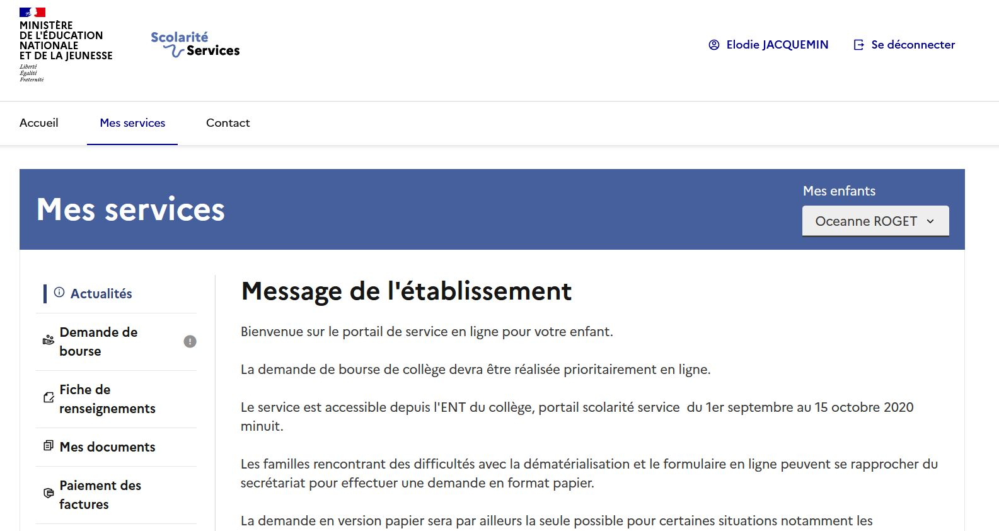 MINISTÈRE
DE L'ÉDUCATION
NATIONALE
ET DE LA JEUNESSE
Liberté
Égalité
Fraternité
Scolarité
Services
Elodie JACQUEMIN
Se déconnecter
Accueil
Mes services
Contact
Mes services
Mes enfants
Oceanne ROGET
Actualités
Demande de
bourse
Fiche de
renseignements
Mes documents
Paiement des
factures
Message de l'établissement
Bienvenue sur le portail de service en ligne pour votre enfant.
La demande de bourse de collège devra être réalisée prioritairement en ligne.
Le service est accessible depuis l'ENT du collège, portail scolarité service  du 1er septembre au 15 octobre 2020
minuit.
Les familles rencontrant des difficultés avec la dématérialisation et le formulaire en ligne peuvent se rapprocher du
secrétariat pour effectuer une demande en format papier.
La demande en version papier sera par ailleurs la seule possible pour certaines situations notamment les